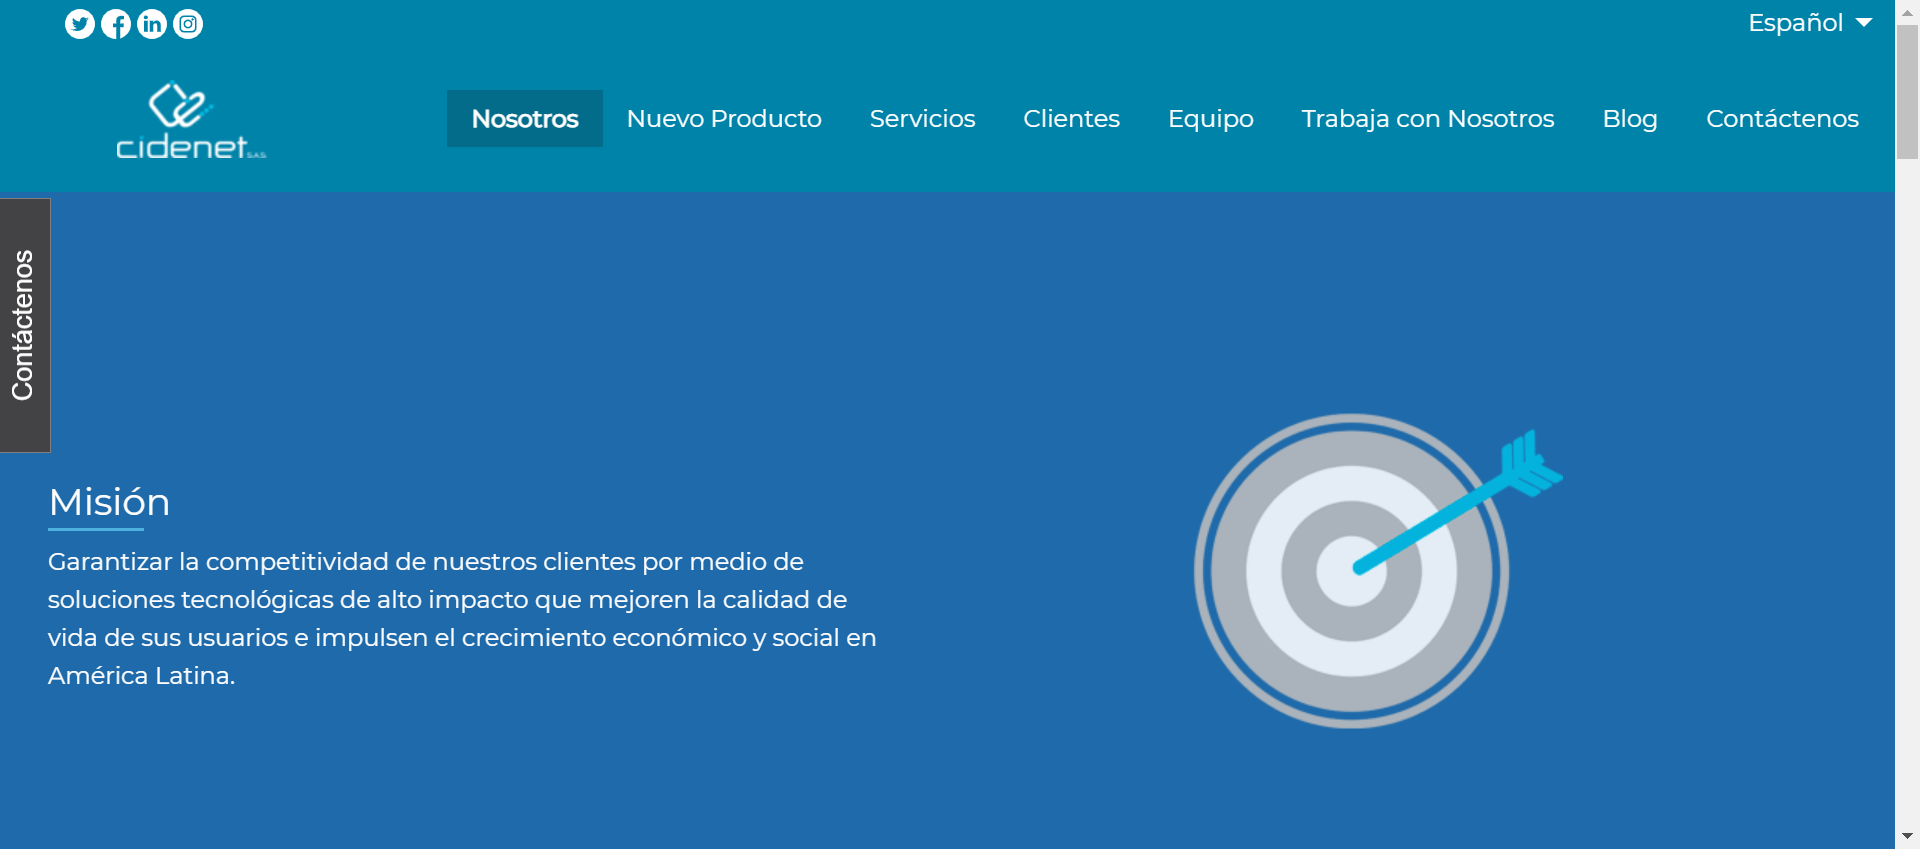 Español
cidenet S.A.S.
Nosotros Nuevo Producto Servicios Clientes Equipo Trabaja con Nosotros Blog Contáctenos
Contáctenos
Misión
Garantizar la competitividad de nuestros clientes por medio de
soluciones tecnológicas de alto impacto que mejoren la calidad de
vida de sus usuarios e impulsen el crecimiento económico y social en
América Latina.